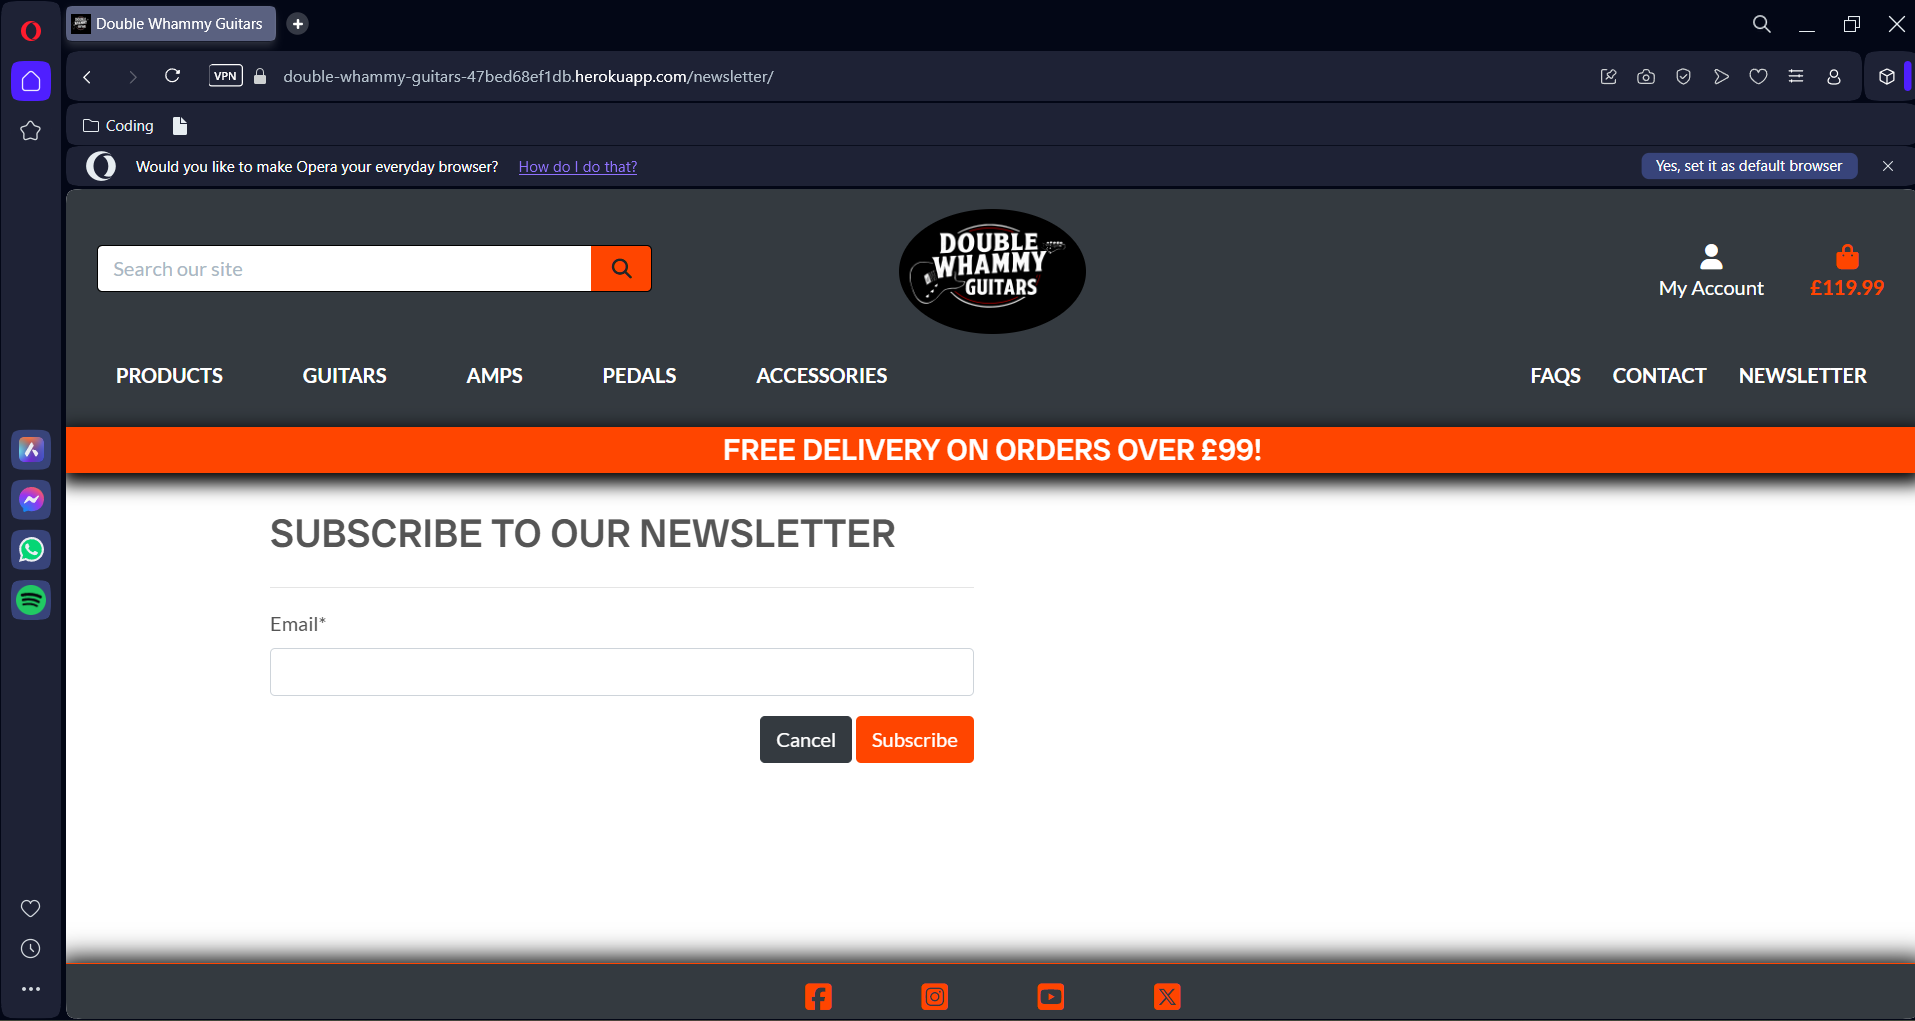 Double Whammy Guitars
VPN
double-whammy-guitars-47bed68ef1db.herokuapp.com/newsletter/
Coding
Would you like to make Opera your everyday browser? How do I do that?
Yes, set it as default browser
Search our site
DOUBLE
WHAMMY
GUITARS
My Account
£119.99
PRODUCTS
GUITARS
AMPS
PEDALS
ACCESSORIES
FAQS
CONTACT
NEWSLETTER
FREE DELIVERY ON ORDERS OVER £99!
SUBSCRIBE TO OUR NEWSLETTER
Email*
Cancel
Subscribe